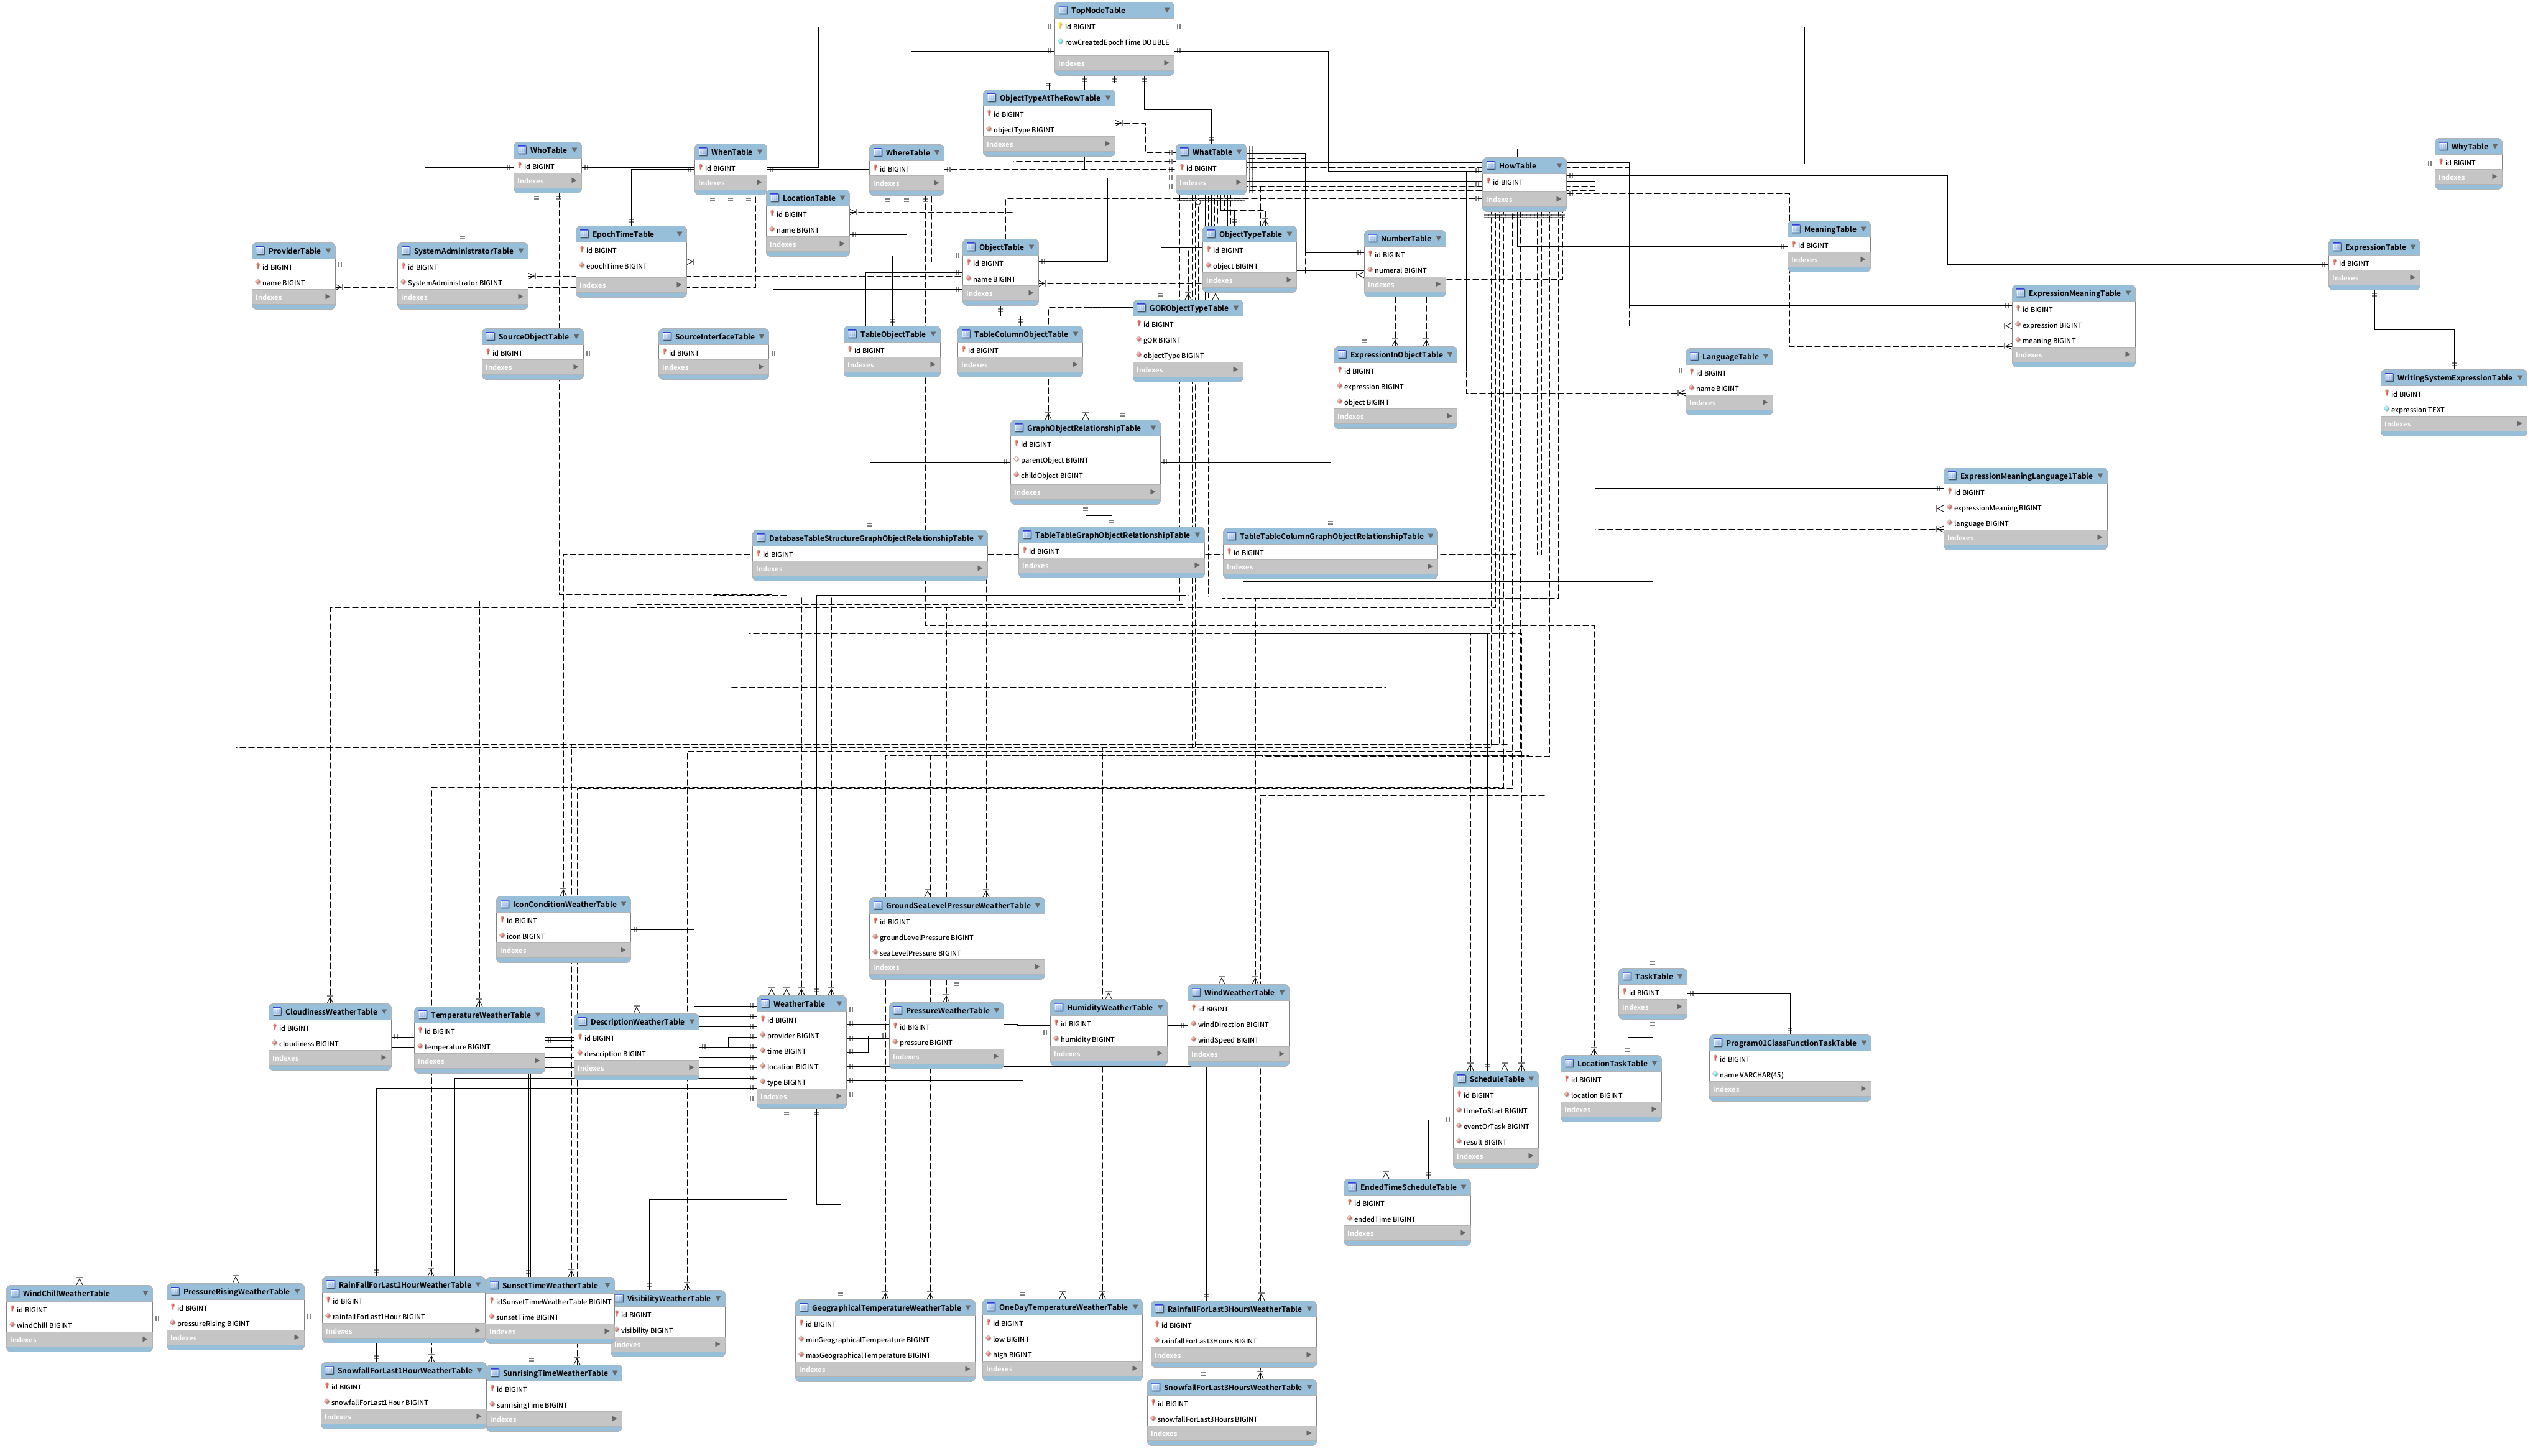 TopNodeTable
id BIGINT
rowCreatedEpochTime DOUBLE
Indexes
ObjectTypeAtTheRowTable
id BIGINT
objectType BIGINT
Indexes
WhoTable
id BIGINT
Indexes
WhenTable
id BIGINT
Indexes
WhereTable
id BIGINT
Indexes
WhatTable
id BIGINT
Indexes
HowTable
id BIGINT
Indexes
WhyTable
id BIGINT
Indexes
LocationTable
id BIGINT
name BIGINT
Indexes
ProviderTable
id BIGINT
name BIGINT
Indexes
SystemAdministratorTable
id BIGINT
SystemAdministrator BIGINT
Indexes
EpochTimeTable
id BIGINT
epochTime BIGINT
Indexes
ObjectTable
id BIGINT
name BIGINT
Indexes
ObjectTypeTable
id BIGINT
object BIGINT
Indexes
NumberTable
id BIGINT
numeral BIGINT
Indexes
MeaningTable
id BIGINT
Indexes
ExpressionTable
id BIGINT
Indexes
ExpressionMeaningTable
id BIGINT
expression BIGINT
meaning BIGINT
Indexes
SourceObjectTable
id BIGINT
Indexes
SourceInterfaceTable
id BIGINT
Indexes
TableObjectTable
id BIGINT
Indexes
TableColumnObjectTable
id BIGINT
Indexes
GORObjectTypeTable
id BIGINT
gOR BIGINT
objectType BIGINT
Indexes
ExpressionInObjectTable
id BIGINT
expression BIGINT
object BIGINT
Indexes
LanguageTable
id BIGINT
name BIGINT
Indexes
WritingSystemExpressionTable
id BIGINT
expression TEXT
Indexes
GraphObjectRelationshipTable
id BIGINT
parentObject BIGINT
childObject BIGINT
Indexes
ExpressionMeaningLanguage1Table
id BIGINT
expressionMeaning BIGINT
language BIGINT
Indexes
DatabaseTableStructureGraphObjectRelationshipTable
id BIGINT
Indexes
TableTableGraphObjectRelationshipTable
id BIGINT
Indexes
TableTableColumnGraphObjectRelationshipTable
id BIGINT
Indexes
IconConditionWeatherTable
id BIGINT
icon BIGINT
Indexes
GroundSeaLevelPressureWeatherTable
id BIGINT
groundLevelPressure BIGINT
seaLevelPressure BIGINT
Indexes
CloudinessWeatherTable
id BIGINT
cloudiness BIGINT
Indexes
TemperatureWeatherTable
id BIGINT
temperature BIGINT
Indexes
DescriptionWeatherTable
id BIGINT
description BIGINT
Indexes
WeatherTable
id BIGINT
provider BIGINT
time BIGINT
location BIGINT
type BIGINT
Indexes
PressureWeatherTable
id BIGINT
pressure BIGINT
Indexes
HumidityWeatherTable
id BIGINT
humidity BIGINT
Indexes
WindWeatherTable
id BIGINT
windDirection BIGINT
windSpeed BIGINT
Indexes
TaskTable
id BIGINT
Indexes
Program01ClassFunctionTaskTable
id BIGINT
name VARCHAR(45)
Indexes
LocationTaskTable
id BIGINT
location BIGINT
Indexes
ScheduleTable
id BIGINT
timeToStart BIGINT
eventOrTask BIGINT
result BIGINT
Indexes
EndedTimeScheduleTable
id BIGINT
endedTime BIGINT
Indexes
WindChillWeatherTable
id BIGINT
windChill BIGINT
Indexes
PressureRisingWeatherTable
id BIGINT
pressureRising BIGINT
Indexes
RainFallForLast1HourWeatherTable
id BIGINT
rainfallForLast1Hour BIGINT
Indexes
SunsetTimeWeatherTable
idSunsetTimeWeatherTable BIGINT
sunsetTime BIGINT
Indexes
VisibilityWeatherTable
id BIGINT
visibility BIGINT
Indexes
GeographicalTemperatureWeatherTable
id BIGINT
minGeographicalTemperature BIGINT
maxGeographicalTemperature BIGINT
Indexes
OneDayTemperatureWeatherTable
id BIGINT
low BIGINT
high BIGINT
Indexes
RainfallForLast3HoursWeatherTable
id BIGINT
rainfallForLast3Hours BIGINT
Indexes
SnowfallForLast1HourWeatherTable
id BIGINT
snowfallForLast1Hour BIGINT
Indexes
SunrisingTimeWeatherTable
id BIGINT
sunrisingTime BIGINT
Indexes
SnowfallForLast3HoursWeatherTable
id BIGINT
snowfallForLast3Hours BIGINT
Indexes